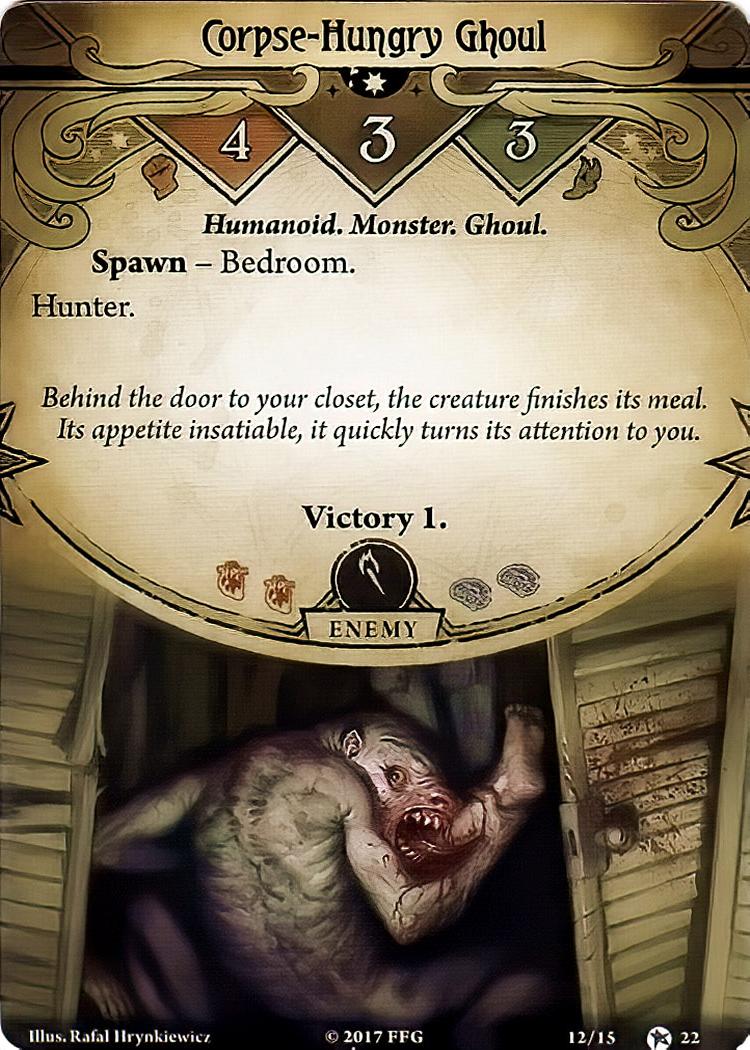 Corpse-Hungry Ghoul
4 3 3
Humanoid. Monster. Ghoul.
Spawn – Bedroom.
Hunter.
Behind the door to your closet, the creature finishes its meal.
Its appetite insatiable, it quickly turns its attention to you.
Victory 1.
ENEMY
Illus. Rafał Hrynkiewicz © 2017 FFG 12/15 22